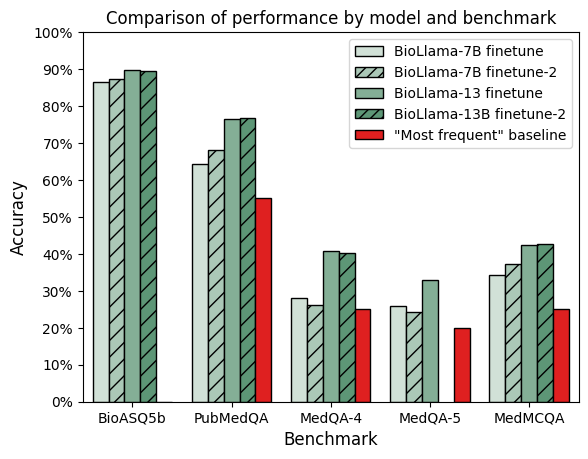 Comparison of performance by model and benchmark
100%
90%
80%
70%
60%
50%
40%
30%
20%
10%
0%
Accuracy
BioLlama-7B finetune
BioLlama-7B finetune-2
BioLlama-13 finetune
BioLlama-13B finetune-2
"Most frequent" baseline
BioASQ5b
PubMedQA
MedQA-4
MedQA-5
MedMCQA
Benchmark